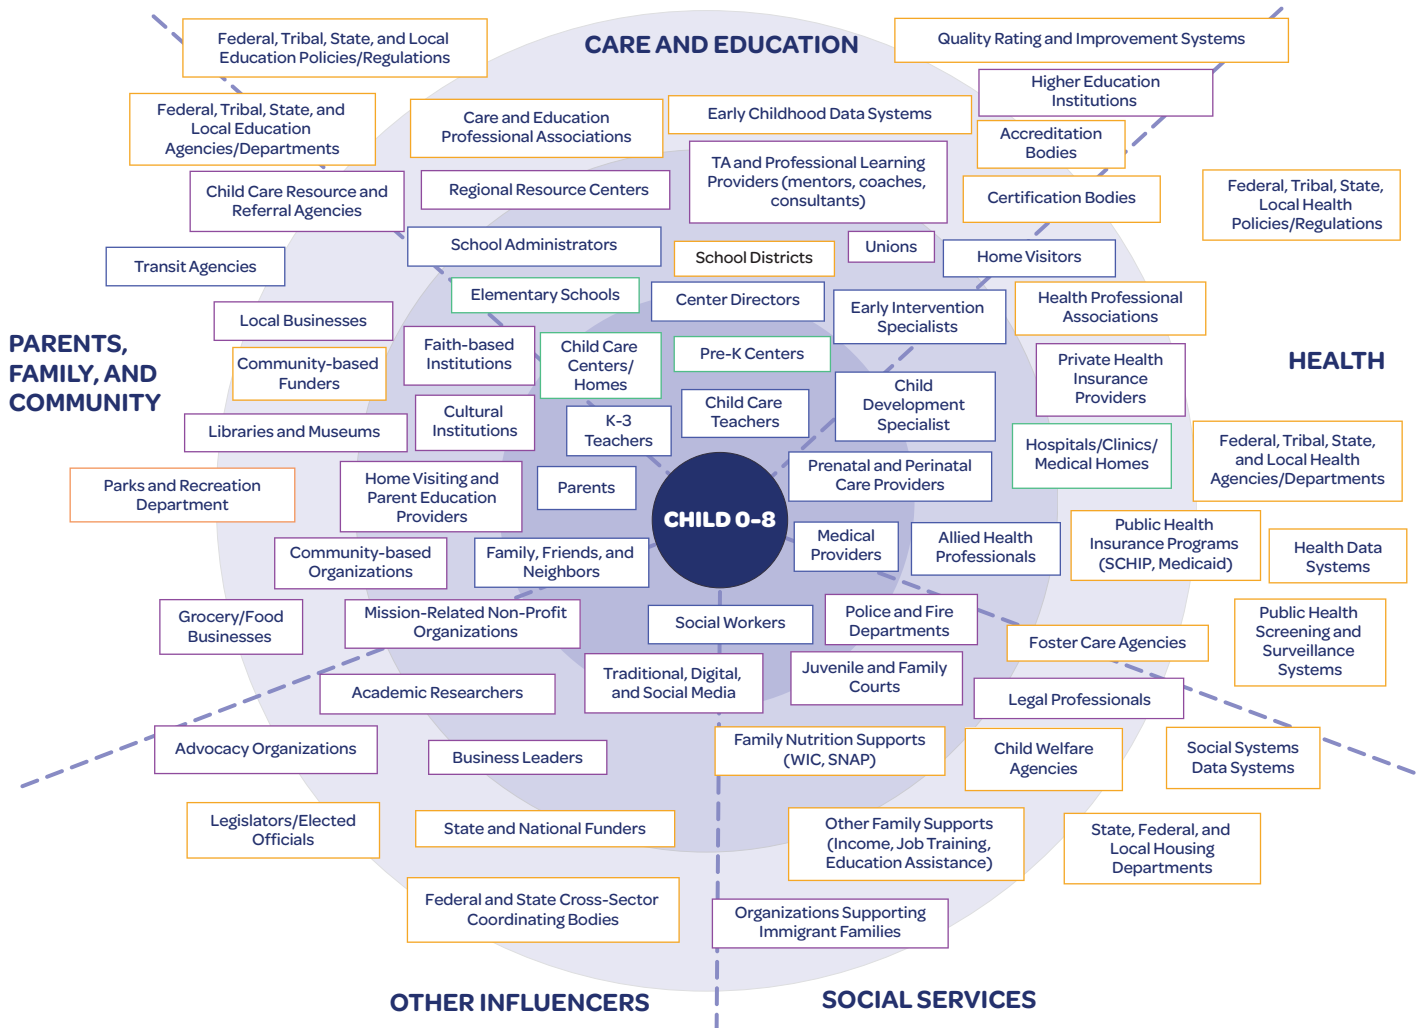 Federal, Tribal, State, and Local
Education Policies/Regulations
CARE AND EDUCATION
Quality Rating and Improvement Systems
Higher Education
Institutions
Federal, Tribal, State, and
Local Education
Agencies/Departments
Care and Education
Professional Associations
Early Childhood Data Systems
Accreditation
Bodies
TA and Professional Learning
Providers (mentors, coaches,
consultants)
Child Care Resource and
Referral Agencies
Regional Resource Centers
Certification Bodies
Federal, Tribal, State,
Local Health
Policies/Regulations
School Administrators
School Districts
Unions
Home Visitors
Transit Agencies
Elementary Schools
Center Directors
Early Intervention
Specialists
Health Professional
Associations
Local Businesses
PARENTS,
FAMILY, AND
COMMUNITY
Community-based
Funders
Faith-based
Institutions
Child Care
Centers/
Homes
Pre-K Centers
Private Health
Insurance
Providers
HEALTH
Libraries and Museums
Cultural
Institutions
K-3
Teachers
Child Care
Teachers
Child
Development
Specialist
Hospitals/Clinics/
Medical Homes
Federal, Tribal, State,
and Local Health
Agencies/Departments
Parks and Recreation
Department
Home Visiting and
Parent Education
Providers
Parents
CHILD 0-8
Prenatal and Perinatal
Care Providers
Community-based
Organizations
Family, Friends, and
Neighbors
Medical
Providers
Allied Health
Professionals
Public Health
Insurance Programs
(SCHIP, Medicaid)
Health Data
Systems
Grocery/Food
Businesses
Mission-Related Non-Profit
Organizations
Social Workers
Police and Fire
Departments
Foster Care Agencies
Public Health
Screening and
Surveillance
Systems
Academic Researchers
Traditional, Digital,
and Social Media
Juvenile and Family
Courts
Legal Professionals
Advocacy Organizations
Business Leaders
Family Nutrition Supports
(WIC, SNAP)
Child Welfare
Agencies
Social Systems
Data Systems
Legislators/Elected
Officials
State and National Funders
Other Family Supports
(Income, Job Training,
Education Assistance)
State, Federal, and
Local Housing
Departments
Federal and State Cross-Sector
Coordinating Bodies
Organizations Supporting
Immigrant Families
OTHER INFLUENCERS
SOCIAL SERVICES